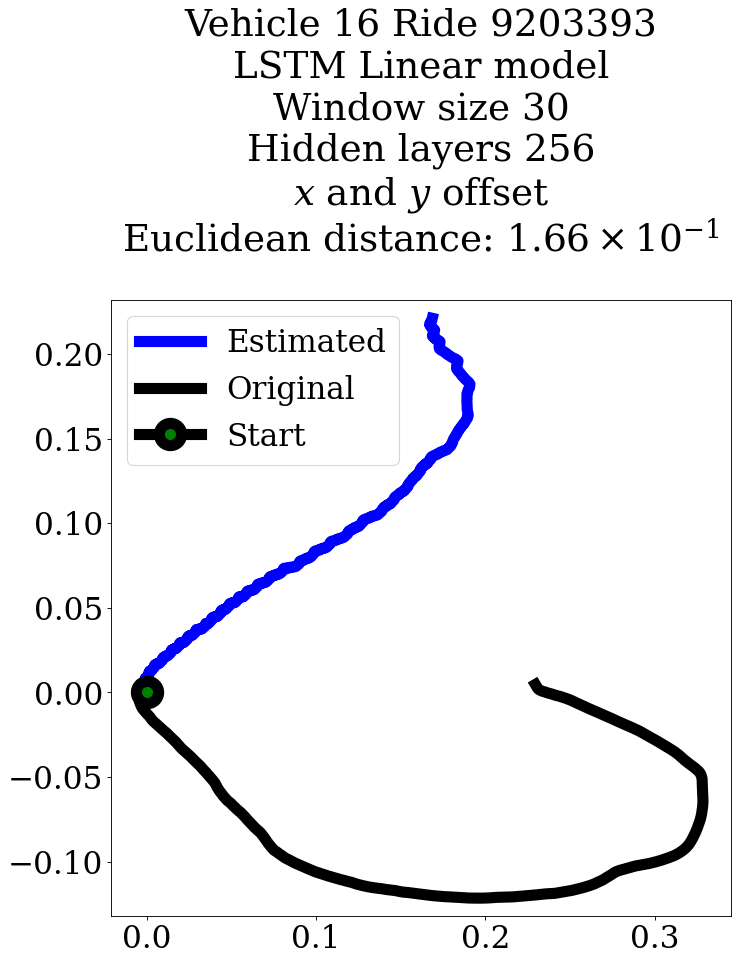 Vehicle 16 Ride 9203393
LSTM Linear model
Window size 30
Hidden layers 256
x and y offset
Euclidean distance: 1.66 × 10⁻¹
Estimated
Original
Start
0.20
0.15
0.10
0.05
0.00
−0.05
−0.10
0.0 0.1 0.2 0.3